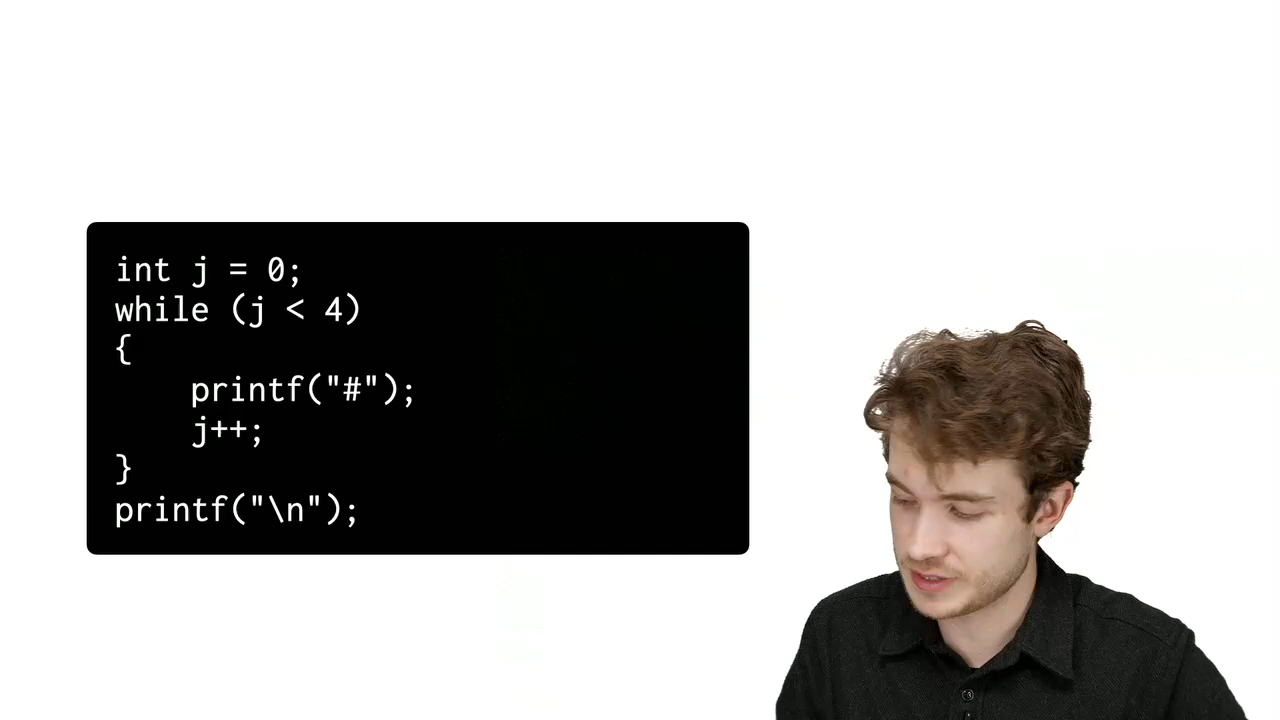 int j = 0;
while (j < 4)
{
    printf("#");
    j++;
}
printf("\n");